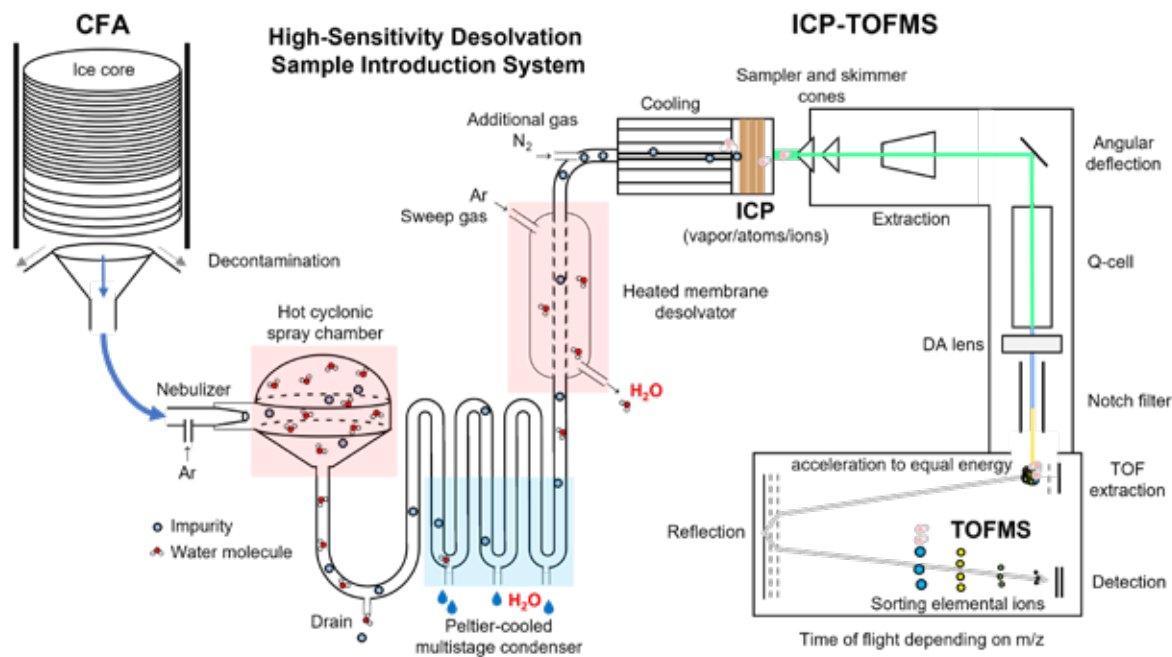 CFA
Ice core
Decontamination
High-Sensitivity Desolvation
Sample Introduction System
ICP-TOFMS
Hot cyclonic
spray chamber
Nebulizer
Ar
Impurity
Water molecule
Drain
H₂O
Peltier-cooled
multistage condenser
Additional gas
N₂
Ar
Sweep gas
Heated membrane
desolvator
H₂O
Cooling
ICP
(vapor/atoms/ions)
Sampler and skimmer
cones
Extraction
Angular
deflection
Q-cell
DA lens
Notch filter
acceleration to equal energy
TOF
extraction
Reflection
TOFMS
Sorting elemental ions
Detection
Time of flight depending on m/z